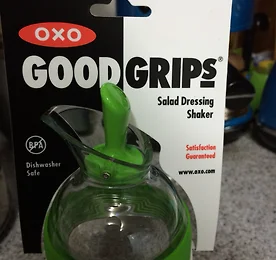 OXO
GOOD GRIPS®
Salad Dressing
Shaker
BPA
Satisfaction
Guaranteed
Dishwasher
Safe
www.oxo.com